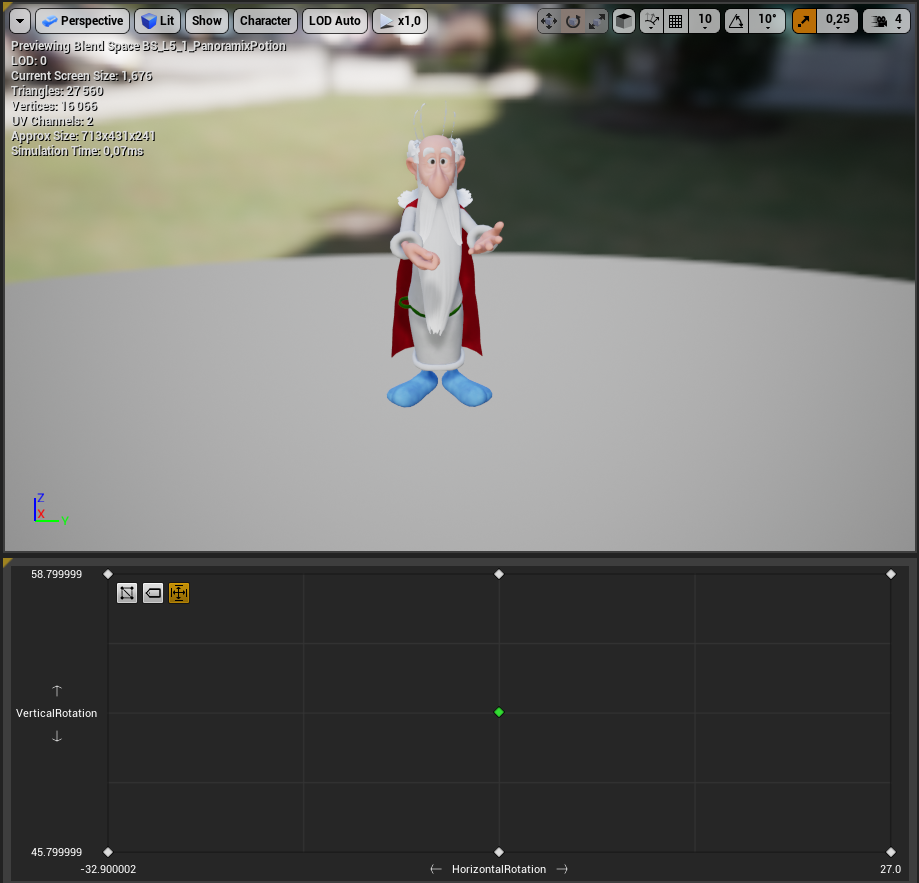 Perspective Lit Show Character LOD Auto x1,0 10 10° 0,25 4
Previewing Blend Space BS_L5_1_PanoramixPotion
LOD: 0
Current Screen Size: 1,676
Triangles: 27 560
Vertices: 16 066
UV Channels: 2
Approx Size: 713x431x241
Simulation Time: 0,07ms
Z
X
Y
58.799999
VerticalRotation
45.799999
-32.900002 HorizontalRotation 27.0